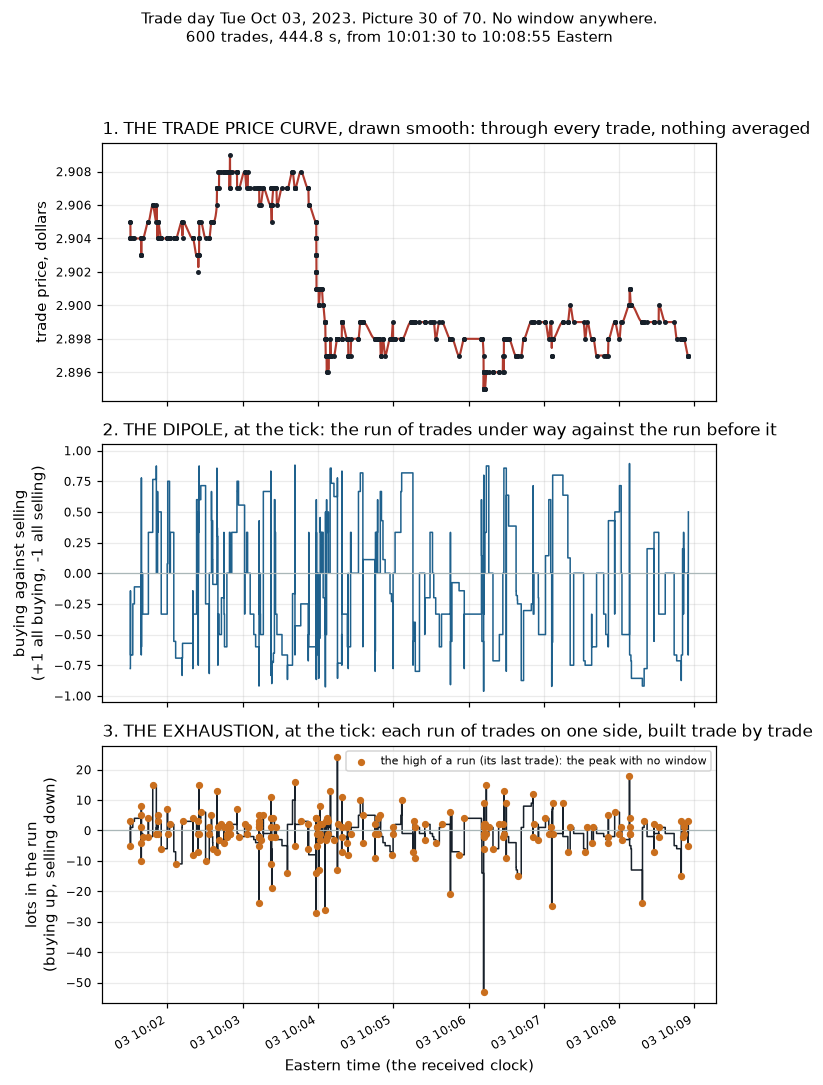 Trade day Tue Oct 03, 2023. Picture 30 of 70. No window anywhere.
600 trades, 444.8 s, from 10:01:30 to 10:08:55 Eastern
1. THE TRADE PRICE CURVE, drawn smooth: through every trade, nothing averaged
trade price, dollars
2.908
2.906
2.904
2.902
2.900
2.898
2.896
2. THE DIPOLE, at the tick: the run of trades under way against the run before it
buying against selling
(+1 all buying, -1 all selling)
1.00
0.75
0.50
0.25
0.00
−0.25
−0.50
−0.75
−1.00
3. THE EXHAUSTION, at the tick: each run of trades on one side, built trade by trade
the high of a run (its last trade): the peak with no window
lots in the run
(buying up, selling down)
20
10
0
−10
−20
−30
−40
−50
03 10:02
03 10:03
03 10:04
03 10:05
03 10:06
03 10:07
03 10:08
03 10:09
Eastern time (the received clock)